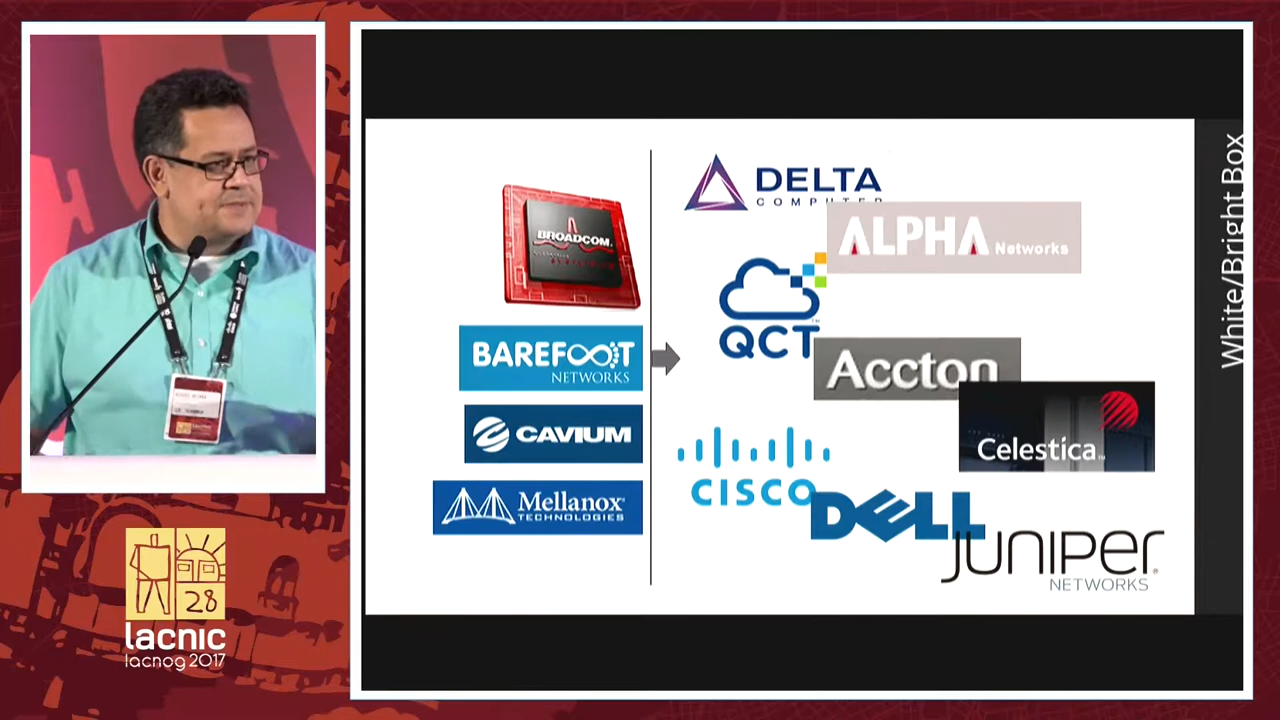 DELTA
COMPUTER
BROADCOM
ALPHA Networks
QCT
BAREFOOT
NETWORKS
Accton
CAVIUM
Celestica
CISCO
Mellanox
TECHNOLOGIES
DELL
JUNIPER
NETWORKS
White/Bright Box
28
lacnic
lacnog 2017